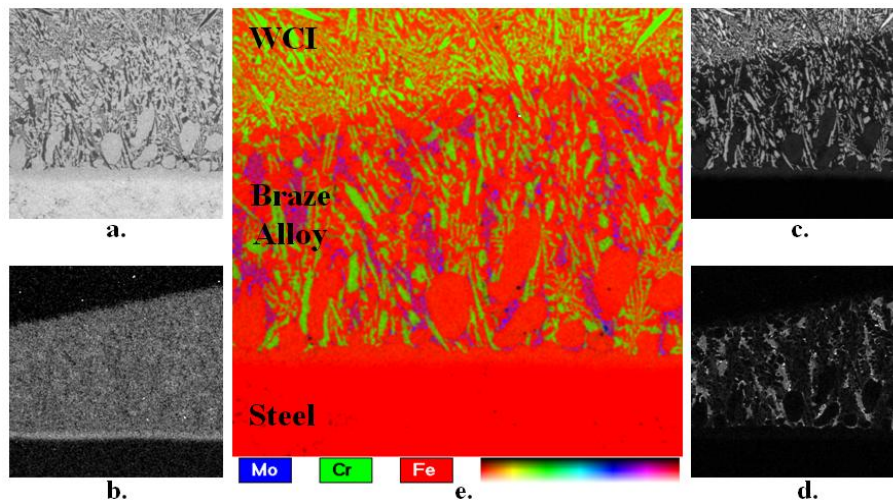 WCI
Braze
Alloy
Steel
Mo Cr Fe
a.
b.
c.
d.
e.